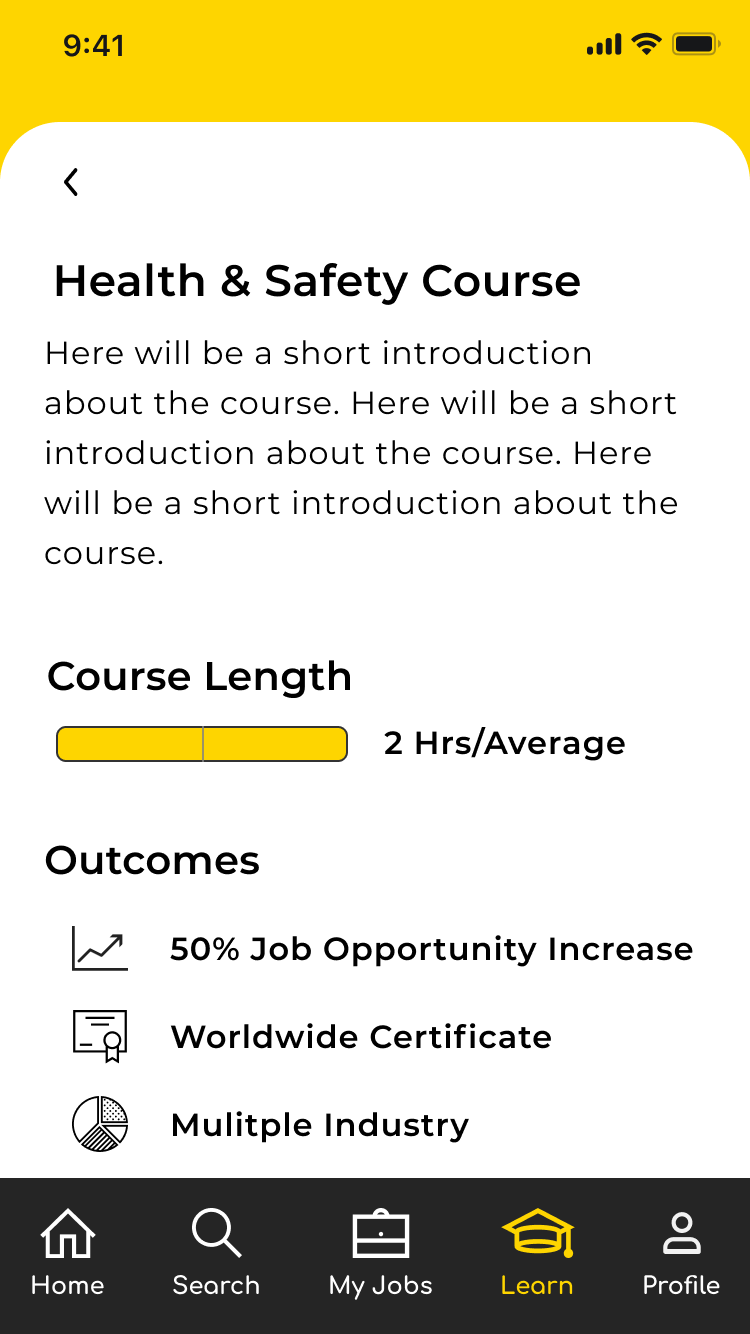 9:41
Health & Safety Course
Here will be a short introduction
about the course. Here will be a short
introduction about the course. Here
will be a short introduction about the
course.
Course Length
2 Hrs/Average
Outcomes
50% Job Opportunity Increase
Worldwide Certificate
Mulitple Industry
Home Search My Jobs Learn Profile